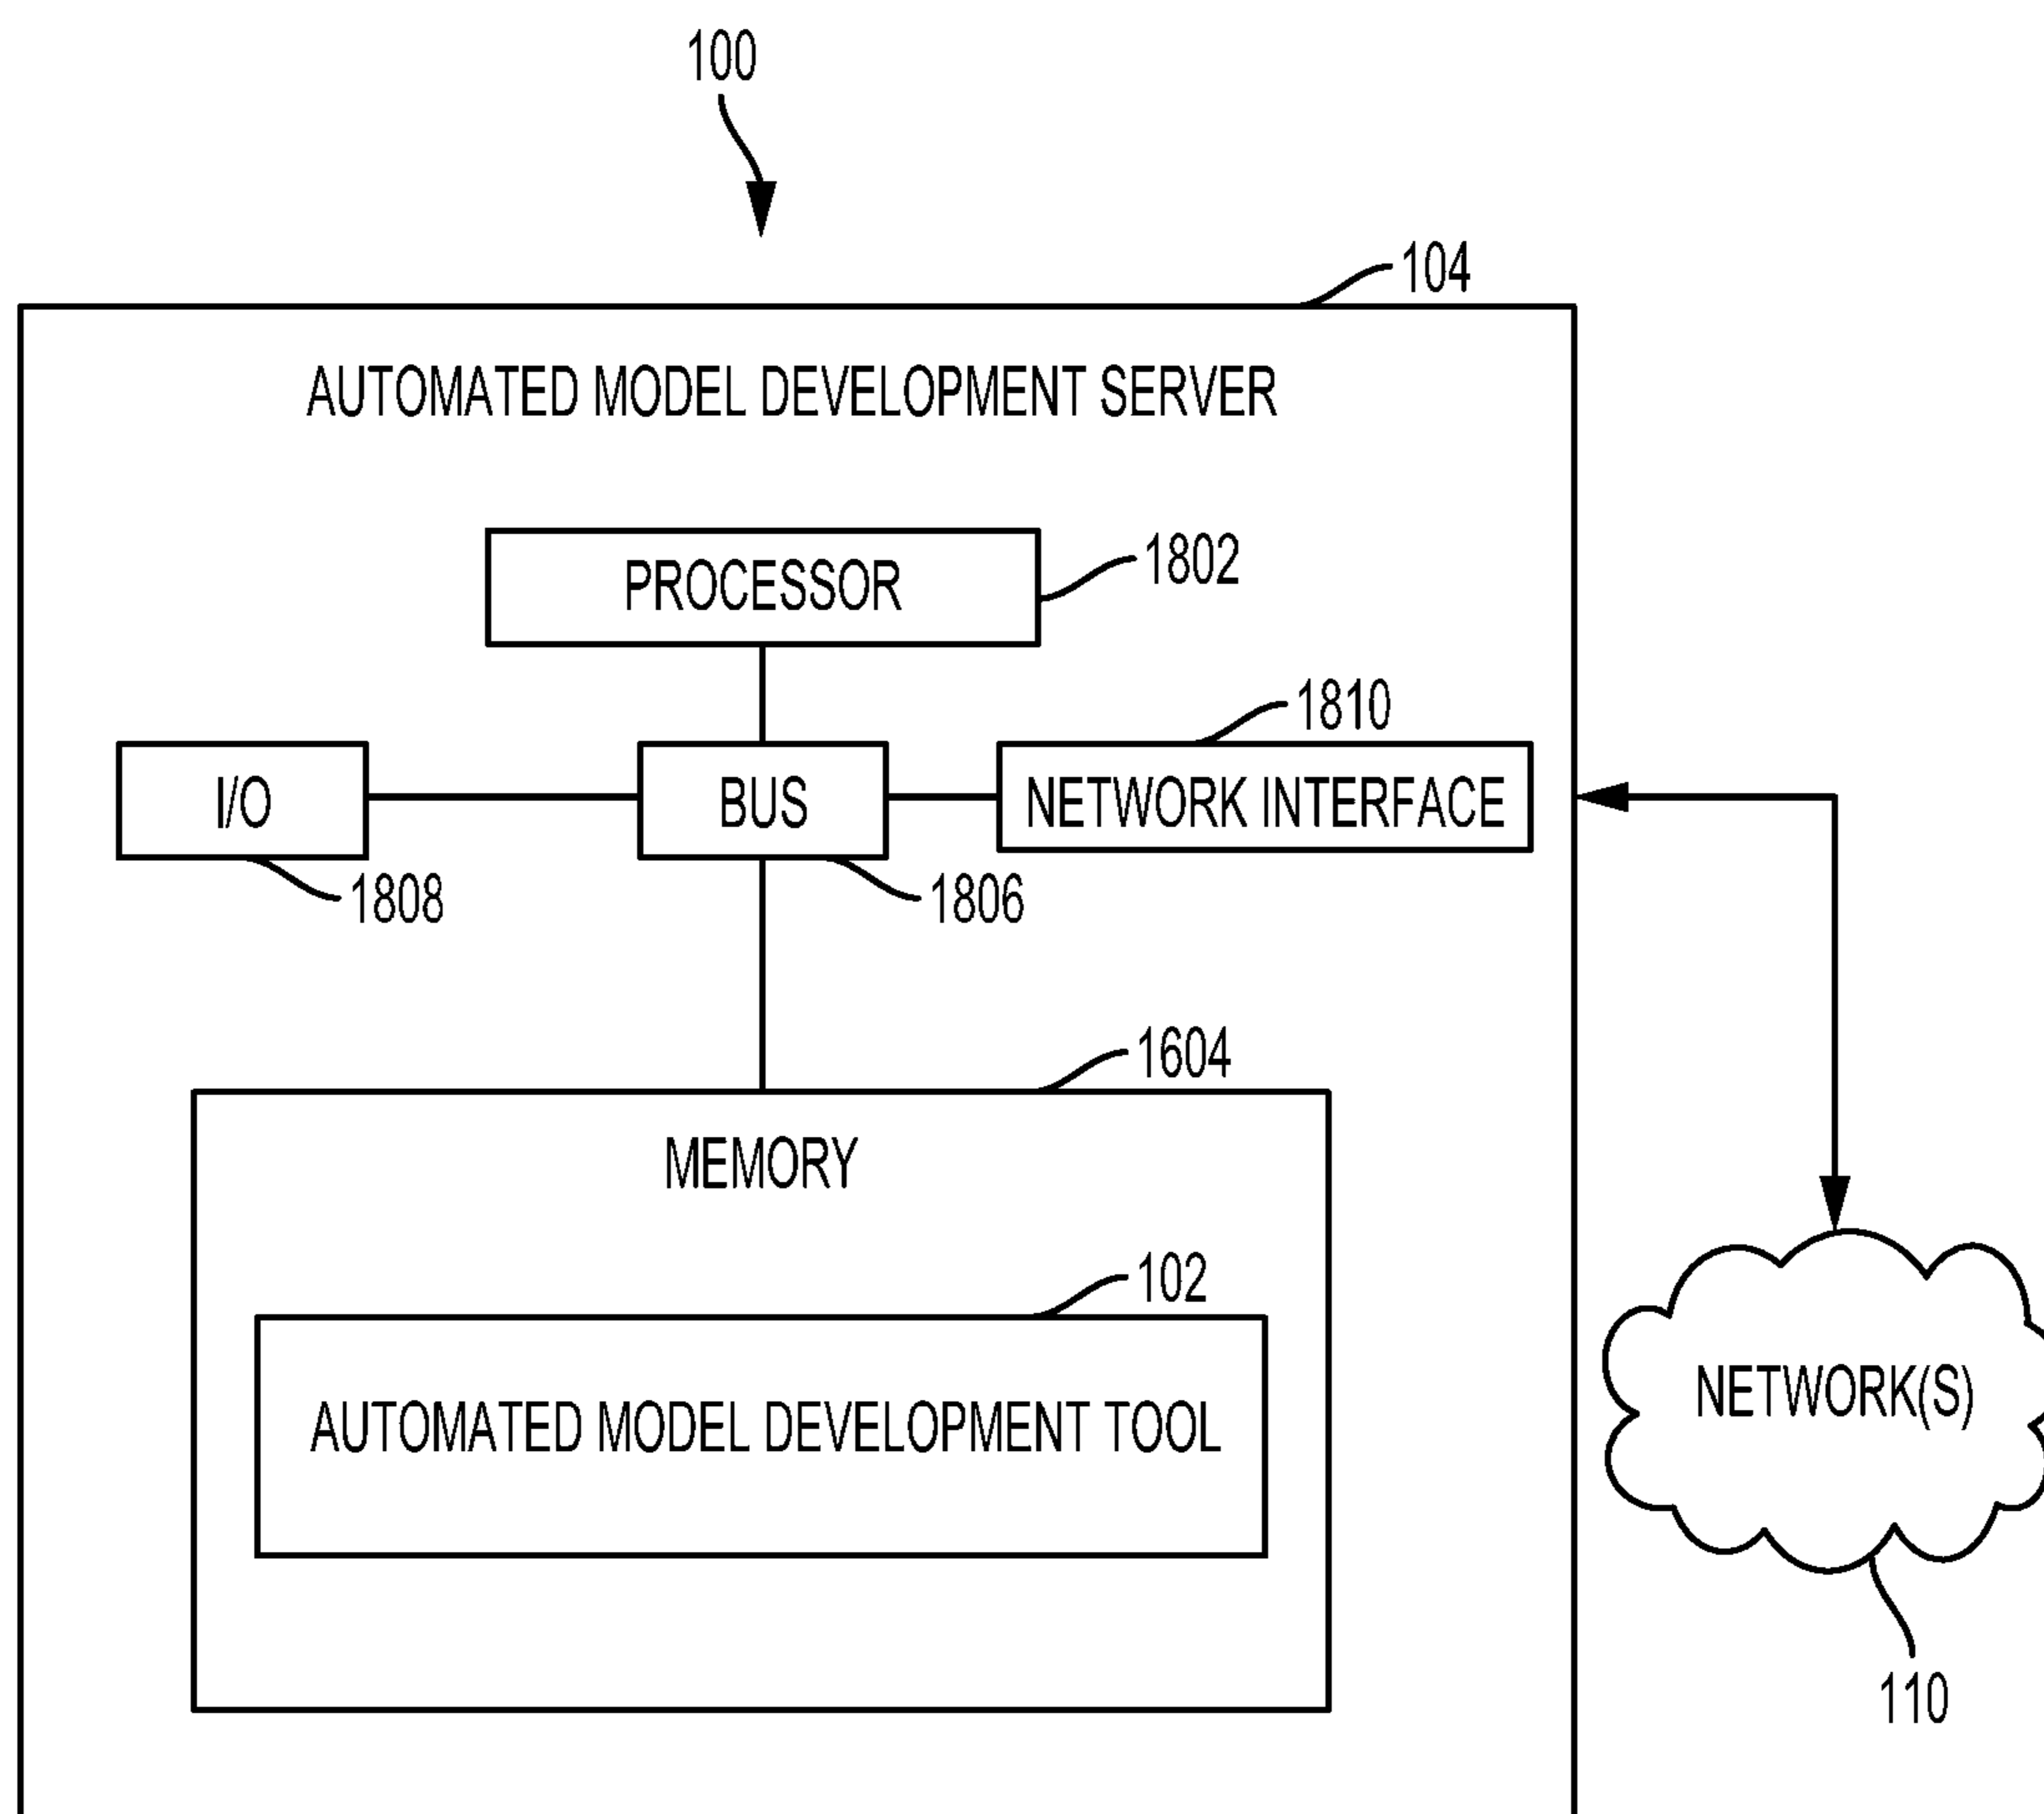 100
104
AUTOMATED MODEL DEVELOPMENT SERVER
PROCESSOR
1802
1810
I/O
BUS
NETWORK INTERFACE
1808
1806
1604
MEMORY
102
AUTOMATED MODEL DEVELOPMENT TOOL
NETWORK(S)
110